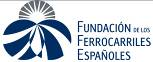 FUNDACIÓN DE LOS
FERROCARRILES
ESPAÑOLES